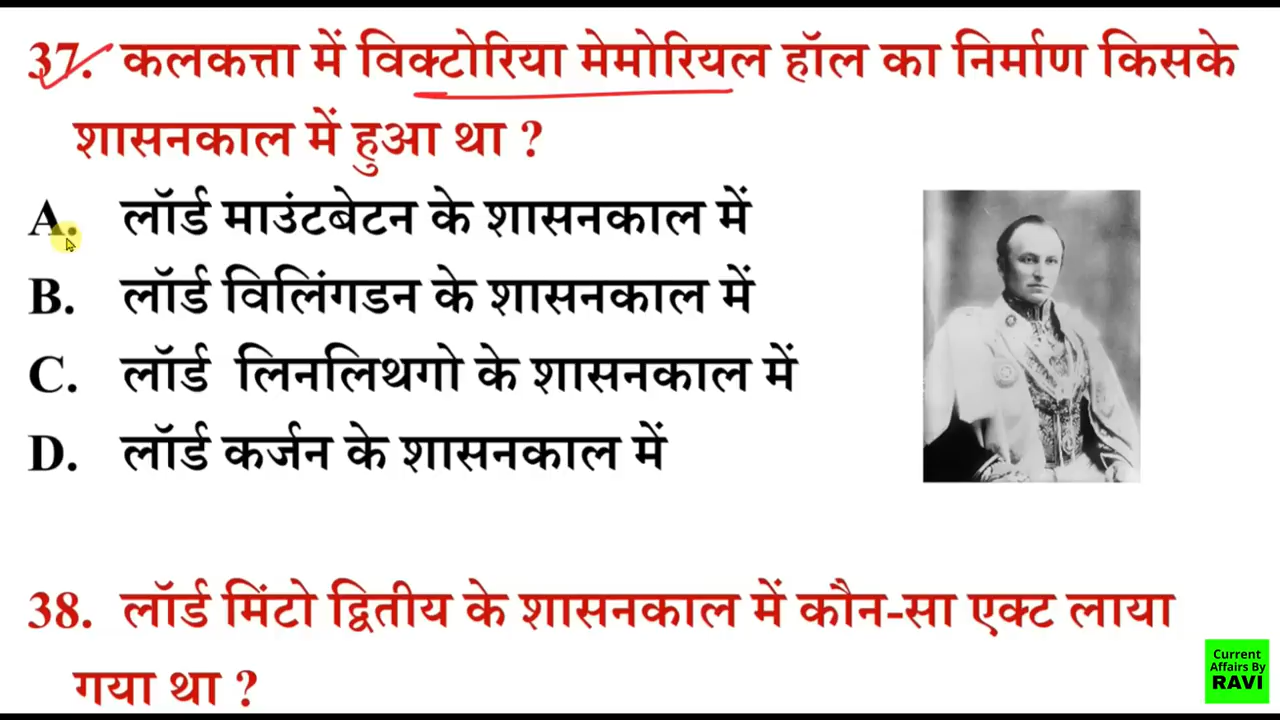 37. कलकत्ता में विक्टोरिया मेमोरियल हॉल का निर्माण किसके
शासनकाल में हुआ था ?
A. लॉर्ड माउंटबेटन के शासनकाल में
B. लॉर्ड विलिंगडन के शासनकाल में
C. लॉर्ड लिनलिथगो के शासनकाल में
D. लॉर्ड कर्जन के शासनकाल में
38. लॉर्ड मिंटो द्वितीय के शासनकाल में कौन-सा एक्ट लाया
गया था ?
Current
Affairs By
RAVI